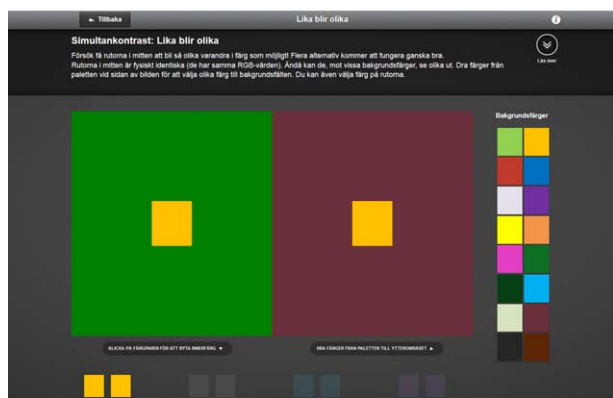 Tillbaka
Lika blir olika
Simultankontrast: Lika blir olika
Försök få rutorna i mitten att bli så olika varandra i färg som möjligt! Flera alternativ kommer att fungera ganska bra.
Rutorna i mitten är fysiskt identiska (de har samma RGB-värden). Ändå kan de, mot vissa bakgrundsfärger, se olika ut. Dra färger från
paletten vid sidan av bilden för att välja olika färg till bakgrundsfälten. Du kan även välja färg på rutorna.
Läs mer
Bakgrundsfärger
KLICKA PÅ FÄRGPAREN FÖR ATT BYTA INNERFÄRG
DRA FÄRGER FRÅN PALETTEN TILL YTTEROMRÅDET